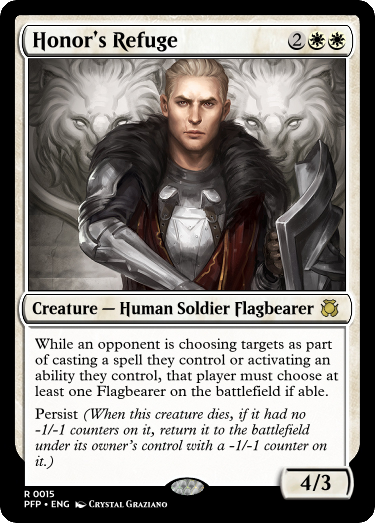 Honor's Refuge 2
Creature — Human Soldier Flagbearer
While an opponent is choosing targets as part
of casting a spell they control or activating an
ability they control, that player must choose at
least one Flagbearer on the battlefield if able.
Persist (When this creature dies, if it had no
-1/-1 counters on it, return it to the battlefield
under its owner's control with a -1/-1 counter on
it.)
4/3
R 0015
PFP • ENG Crystal Graziano